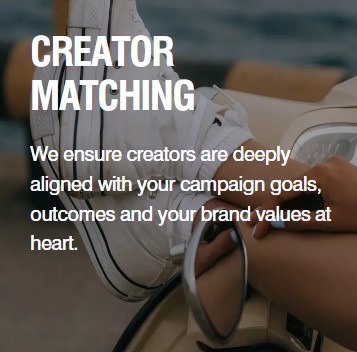 CREATOR
MATCHING
We ensure creators are deeply
aligned with your campaign goals,
outcomes and your brand values at
heart.